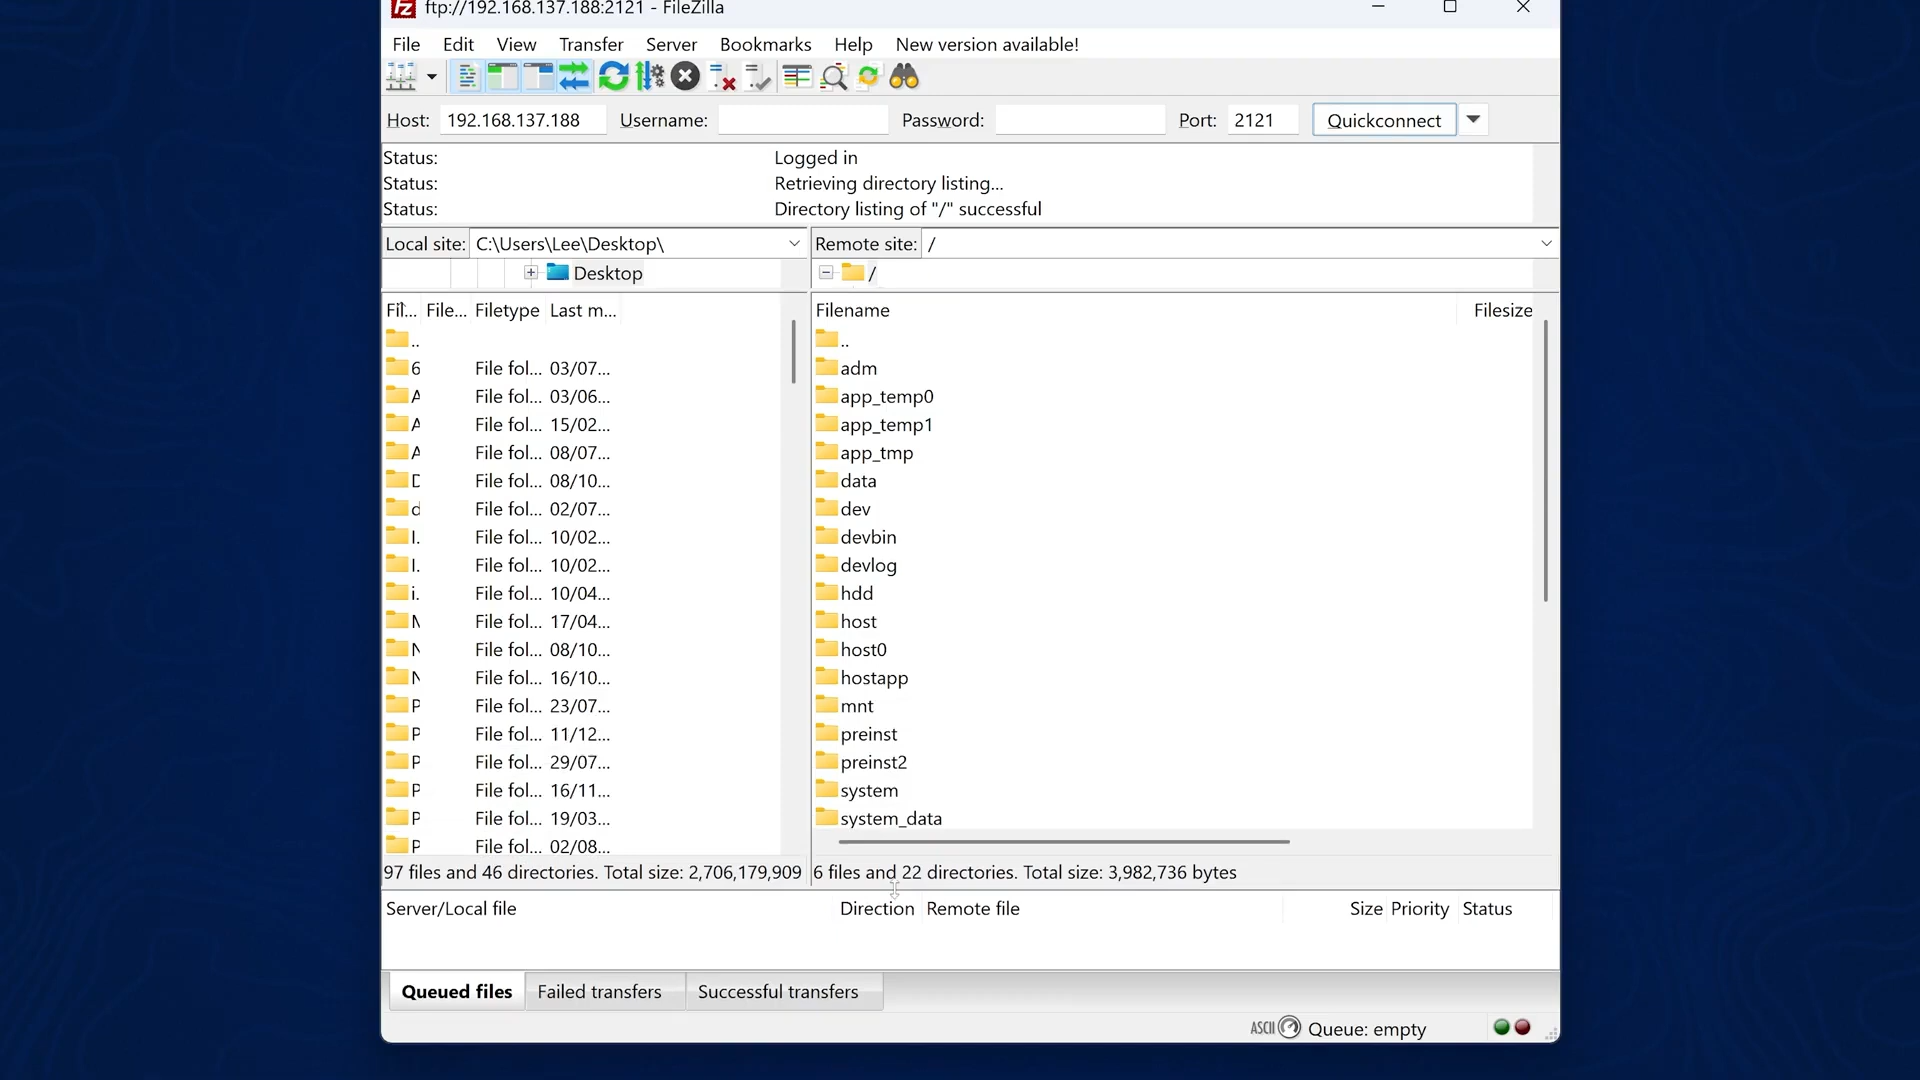 ftp://192.168.137.188:2121 - FileZilla
File Edit View Transfer Server Bookmarks Help New version available!
Host: 192.168.137.188 Username: Password: Port: 2121 Quickconnect
Status: Logged in
Status: Retrieving directory listing...
Status: Directory listing of "/" successful
Local site: C:\Users\Lee\Desktop\ Remote site: /
Desktop /
Fil... File... Filetype Last m... Filename Filesize
.. ..
6 File fol... 03/07... adm
A File fol... 03/06... app_temp0
A File fol... 15/02... app_temp1
A File fol... 08/07... app_tmp
D File fol... 08/10... data
d File fol... 02/07... dev
I. File fol... 10/02... devbin
I. File fol... 10/02... devlog
i. File fol... 10/04... hdd
M File fol... 17/04... host
N File fol... 08/10... host0
N File fol... 16/10... hostapp
P File fol... 23/07... mnt
P File fol... 11/12... preinst
P File fol... 29/07... preinst2
P File fol... 16/11... system
P File fol... 19/03... system_data
P File fol... 02/08...
97 files and 46 directories. Total size: 2,706,179,909 6 files and 22 directories. Total size: 3,982,736 bytes
Server/Local file Direction Remote file Size Priority Status
Queued files Failed transfers Successful transfers
ASCII Queue: empty